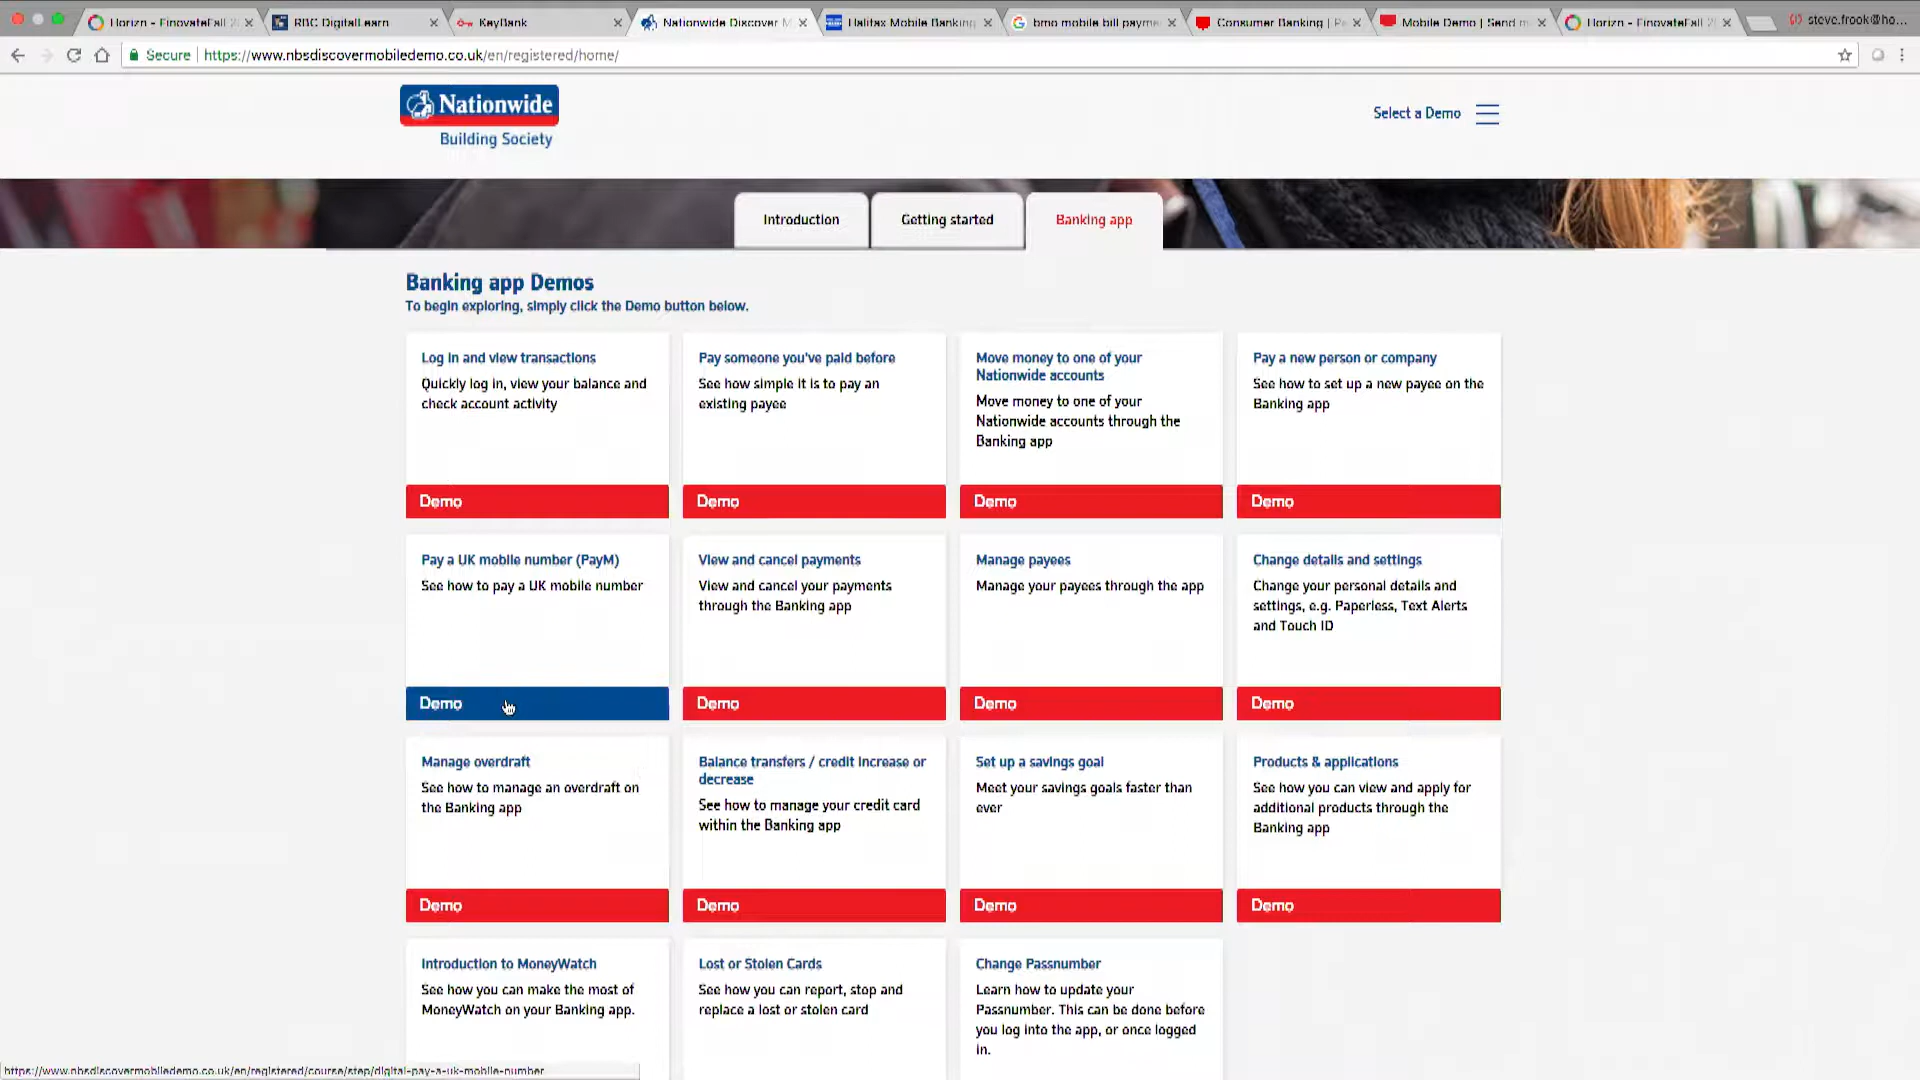 Horizn - FinovateFall 2
RBC DigitalLearn
KeyBank
Nationwide Discover M
Halifax Mobile Banking
bmo mobile bill payme
Consumer Banking | Pe
Mobile Demo | Send m
Horizn - FinovateFall 2
steve.frook@ho...
Secure
https://www.nbsdiscovermobiledemo.co.uk/en/registered/home/
Nationwide
Building Society
Select a Demo
Introduction
Getting started
Banking app
Banking app Demos
To begin exploring, simply click the Demo button below.
Log in and view transactions
Quickly log in, view your balance and
check account activity
Demo
Pay someone you've paid before
See how simple it is to pay an
existing payee
Demo
Move money to one of your
Nationwide accounts
Move money to one of your
Nationwide accounts through the
Banking app
Demo
Pay a new person or company
See how to set up a new payee on the
Banking app
Demo
Pay a UK mobile number (PayM)
See how to pay a UK mobile number
Demo
View and cancel payments
View and cancel your payments
through the Banking app
Demo
Manage payees
Manage your payees through the app
Demo
Change details and settings
Change your personal details and
settings, e.g. Paperless, Text Alerts
and Touch ID
Demo
Manage overdraft
See how to manage an overdraft on
the Banking app
Demo
Balance transfers / credit increase or
decrease
See how to manage your credit card
within the Banking app
Demo
Set up a savings goal
Meet your savings goals faster than
ever
Demo
Products & applications
See how you can view and apply for
additional products through the
Banking app
Demo
Introduction to MoneyWatch
See how you can make the most of
MoneyWatch on your Banking app.
Lost or Stolen Cards
See how you can report, stop and
replace a lost or stolen card
Change Passnumber
Learn how to update your
Passnumber. This can be done before
you log into the app, or once logged
in.
https://www.nbsdiscovermobiledemo.co.uk/en/registered/course/step/digital-pay-a-uk-mobile-number